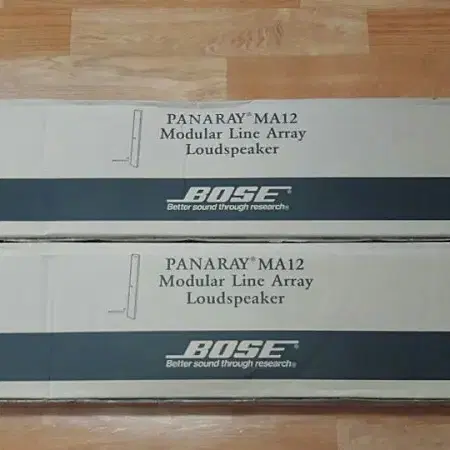 PANARAY® MA12
Modular Line Array
Loudspeaker
BOSE®
Better sound through research®
PANARAY® MA12
Modular Line Array
Loudspeaker
BOSE®
Better sound through research®